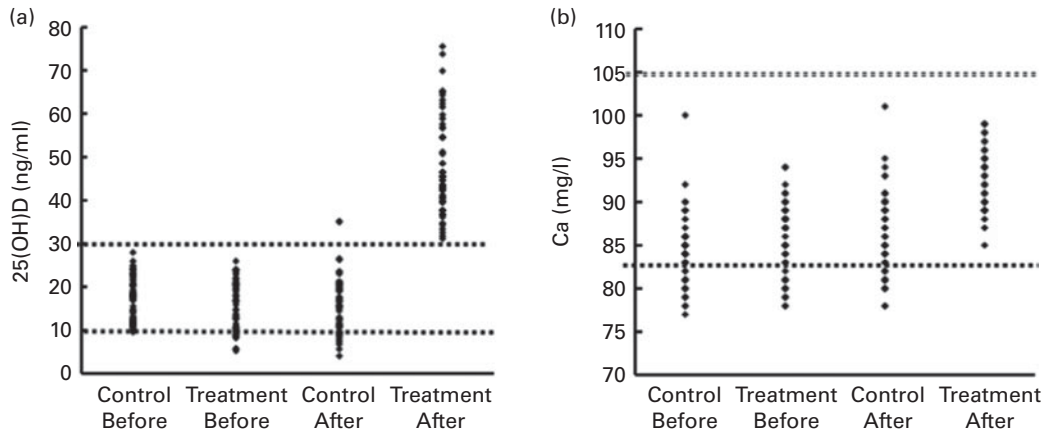 (a)
80
70
60
50
40
30
20
10
0
25(OH)D (ng/ml)
Control Before
Treatment Before
Control After
Treatment After
(b)
110
105
100
95
90
85
80
75
70
Ca (mg/l)
Control Before
Treatment Before
Control After
Treatment After